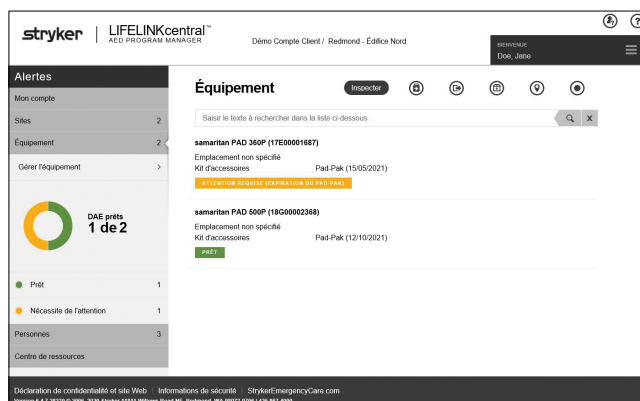 stryker
LIFELINKcentral™
AED PROGRAM MANAGER
Démo Compte Client / Redmond - Édifice Nord
BIENVENUE
Doe, Jane
Alertes
Mon compte
Sites 2
Équipement 2
Gérer l'équipement >
DAE prêts
1 de 2
Prêt 1
Nécessite de l'attention 1
Personnes 3
Centre de ressources
Équipement
Inspecter
Saisir le texte à rechercher dans la liste ci-dessous
X
samaritan PAD 360P (17E00001687)
Emplacement non spécifié
Kit d'accessoires Pad-Pak (15/05/2021)
ATTENTION REQUISE (EXPIRATION DU PAD-PAK)
samaritan PAD 500P (18G00002368)
Emplacement non spécifié
Kit d'accessoires Pad-Pak (12/10/2021)
PRÊT
Déclaration de confidentialité et site Web | Informations de sécurité | StrykerEmergencyCare.com